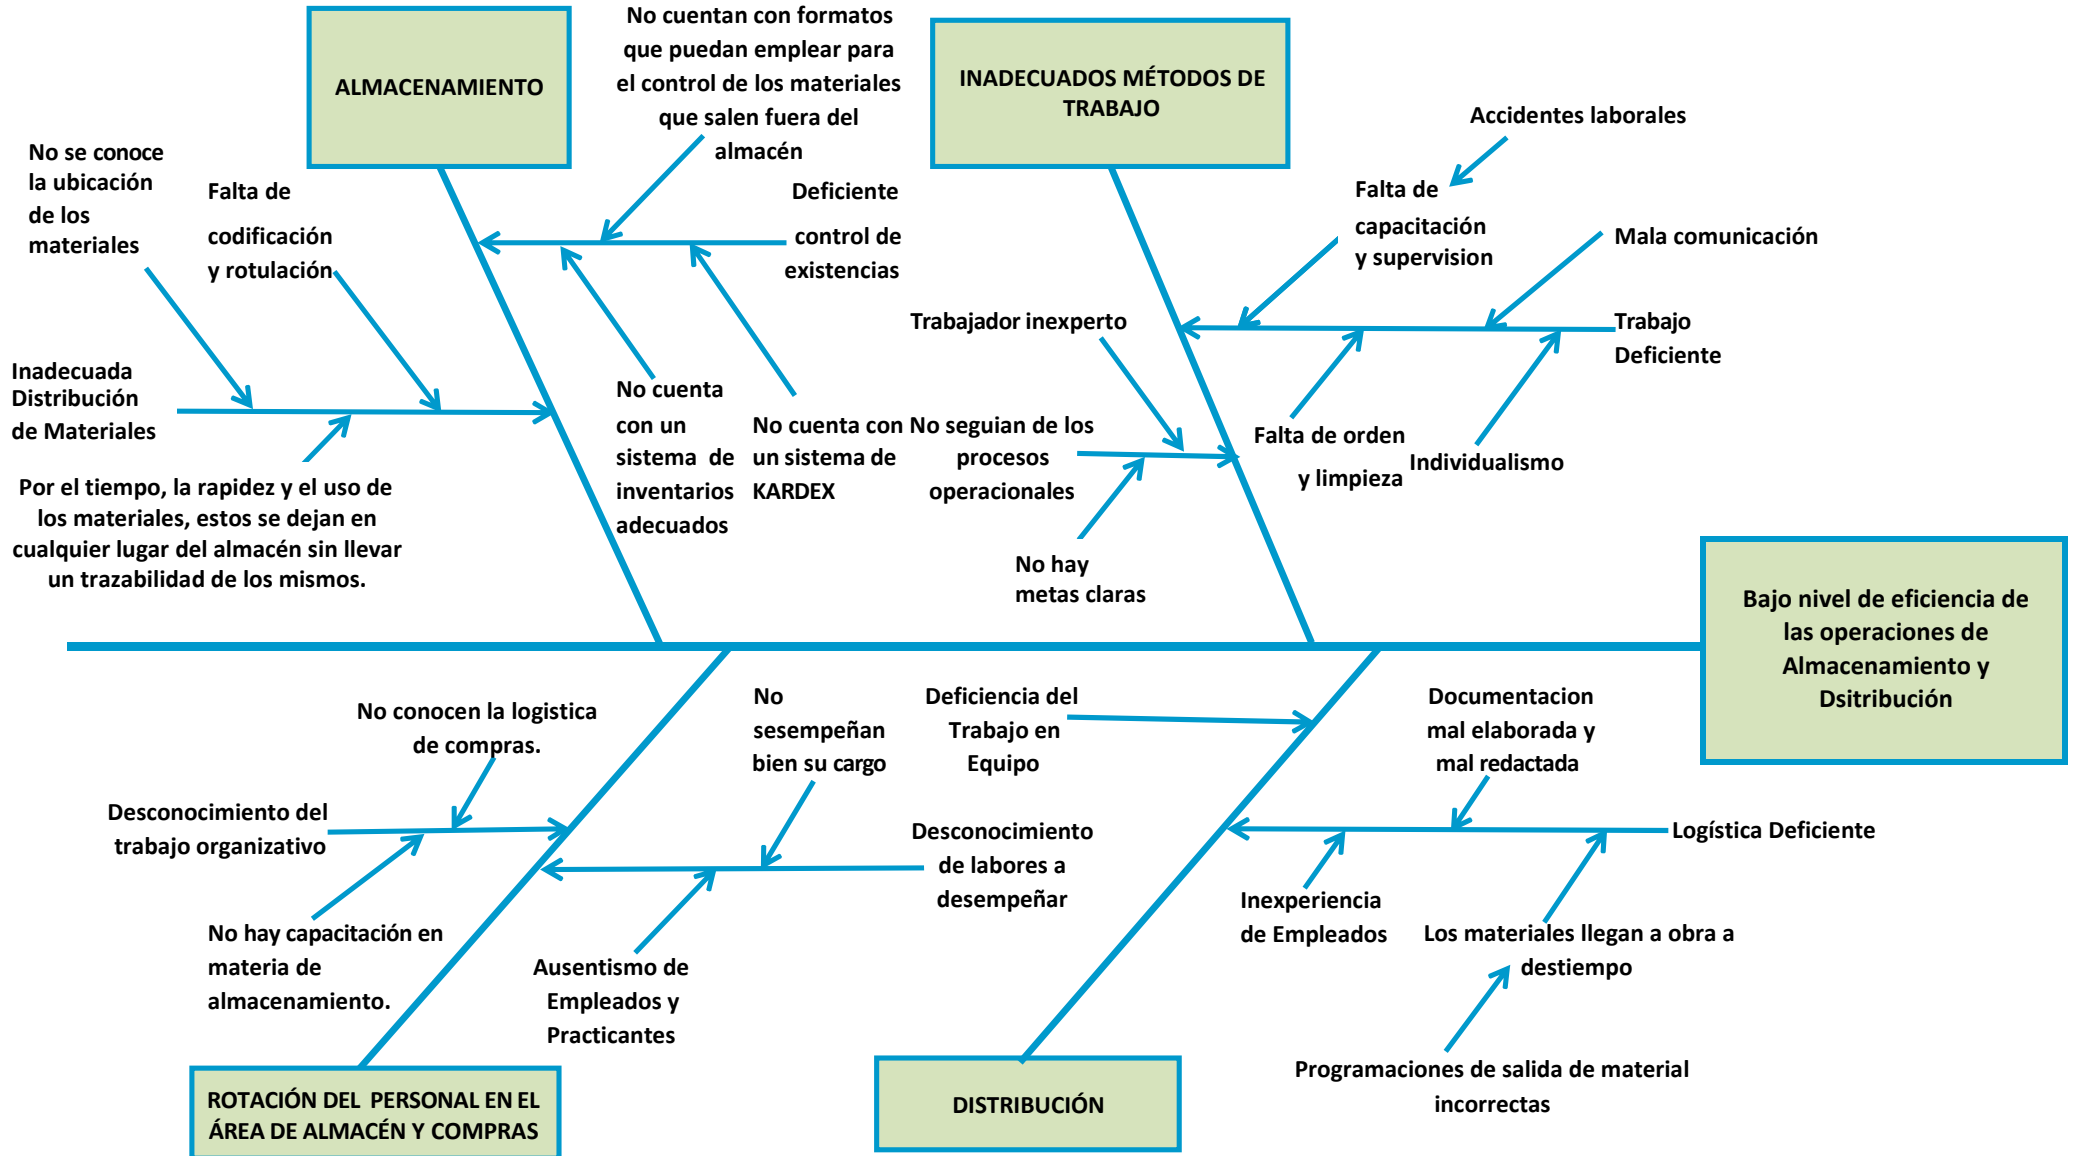 No cuentan con formatos
que puedan emplear para
el control de los materiales
que salen fuera del
almacén
ALMACENAMIENTO
INADECUADOS MÉTODOS DE
TRABAJO
Accidentes laborales
No se conoce
la ubicación
de los
materiales
Falta de
codificación
y rotulación
Deficiente
control de
existencias
Falta de
capacitación
y supervision
Mala comunicación
Trabajador inexperto
Trabajo
Deficiente
Inadecuada
Distribución
de Materiales
No cuenta
con un
sistema de
inventarios
adecuados
No cuenta con
un sistema de
KARDEX
No seguian de los
procesos
operacionales
Falta de orden
y limpieza
Individualismo
Por el tiempo, la rapidez y el uso de
los materiales, estos se dejan en
cualquier lugar del almacén sin llevar
un trazabilidad de los mismos.
No hay
metas claras
Bajo nivel de eficiencia de
las operaciones de
Almacenamiento y
Dsitribución
No conocen la logistica
de compras.
No
sesempeñan
bien su cargo
Deficiencia del
Trabajo en
Equipo
Documentacion
mal elaborada y
mal redactada
Desconocimiento del
trabajo organizativo
Desconocimiento
de labores a
desempeñar
Logística Deficiente
No hay capacitación en
materia de
almacenamiento.
Ausentismo de
Empleados y
Practicantes
Inexperiencia
de Empleados
Los materiales llegan a obra a
destiempo
Programaciones de salida de material
incorrectas
ROTACIÓN DEL PERSONAL EN EL
ÁREA DE ALMACÉN Y COMPRAS
DISTRIBUCIÓN